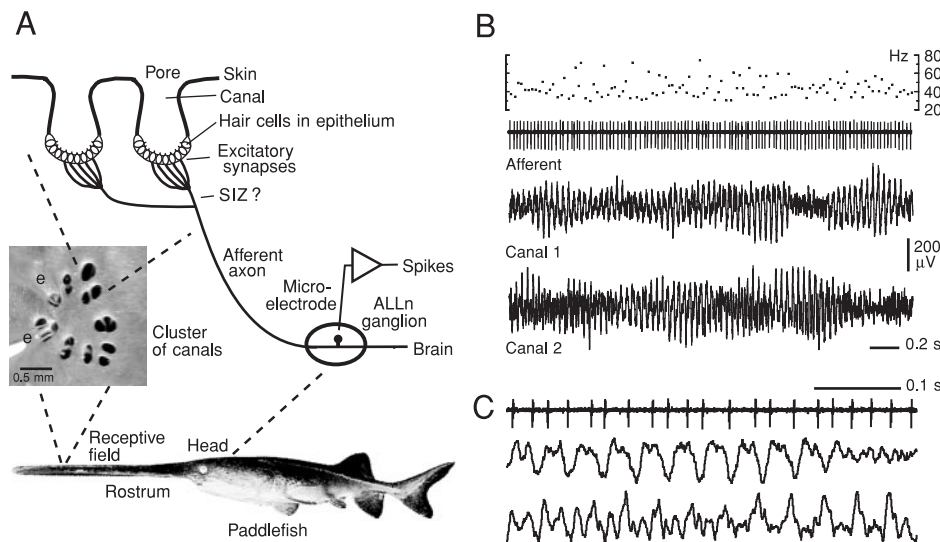 A
Pore
Skin
Canal
Hair cells in epithelium
Excitatory
synapses
SIZ ?
Afferent
axon
Micro-
electrode
Spikes
ALLn
ganglion
Brain
e
e
0.5 mm
Cluster
of canals
Receptive
field
Head
Rostrum
Paddlefish
B
Hz
80
60
40
20
Afferent
Canal 1
200
μV
Canal 2
0.2 s
0.1 s
C